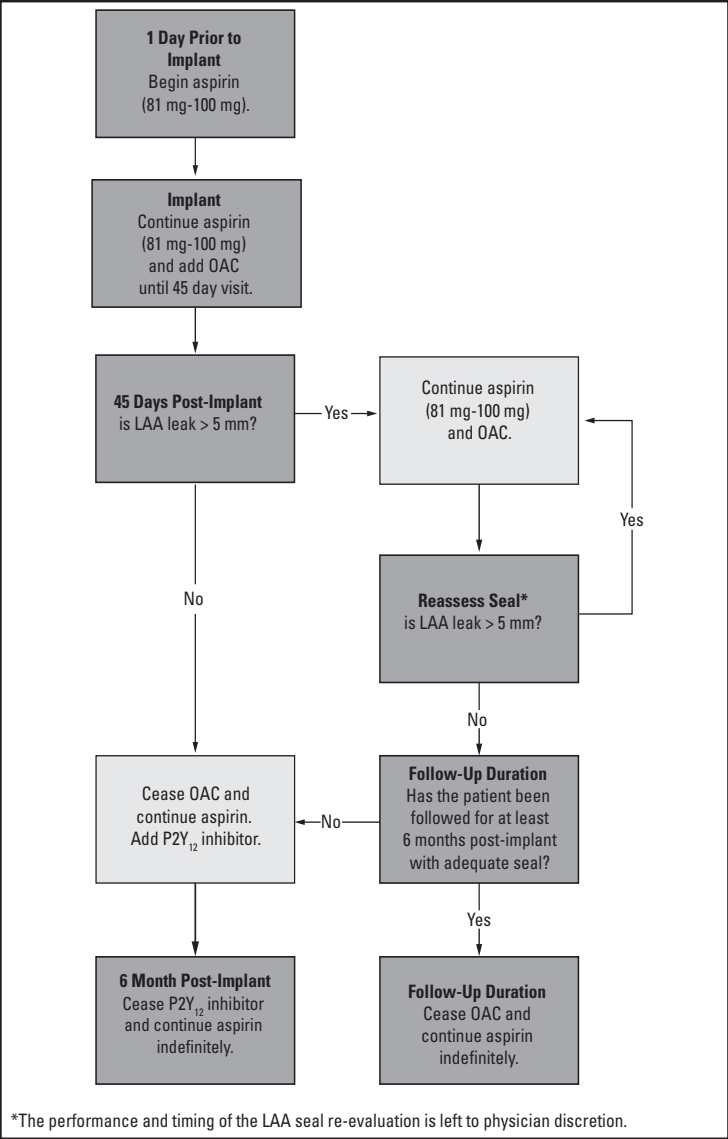 1 Day Prior to
Implant
Begin aspirin
(81 mg-100 mg).
Implant
Continue aspirin
(81 mg-100 mg)
and add OAC
until 45 day visit.
45 Days Post-Implant
is LAA leak > 5 mm?
Yes
Continue aspirin
(81 mg-100 mg)
and OAC.
Yes
No
Reassess Seal*
is LAA leak > 5 mm?
No
Cease OAC and
continue aspirin.
Add P2Y₁₂ inhibitor.
No
Follow-Up Duration
Has the patient been
followed for at least
6 months post-implant
with adequate seal?
Yes
6 Month Post-Implant
Cease P2Y₁₂ inhibitor
and continue aspirin
indefinitely.
Follow-Up Duration
Cease OAC and
continue aspirin
indefinitely.
*The performance and timing of the LAA seal re-evaluation is left to physician discretion.